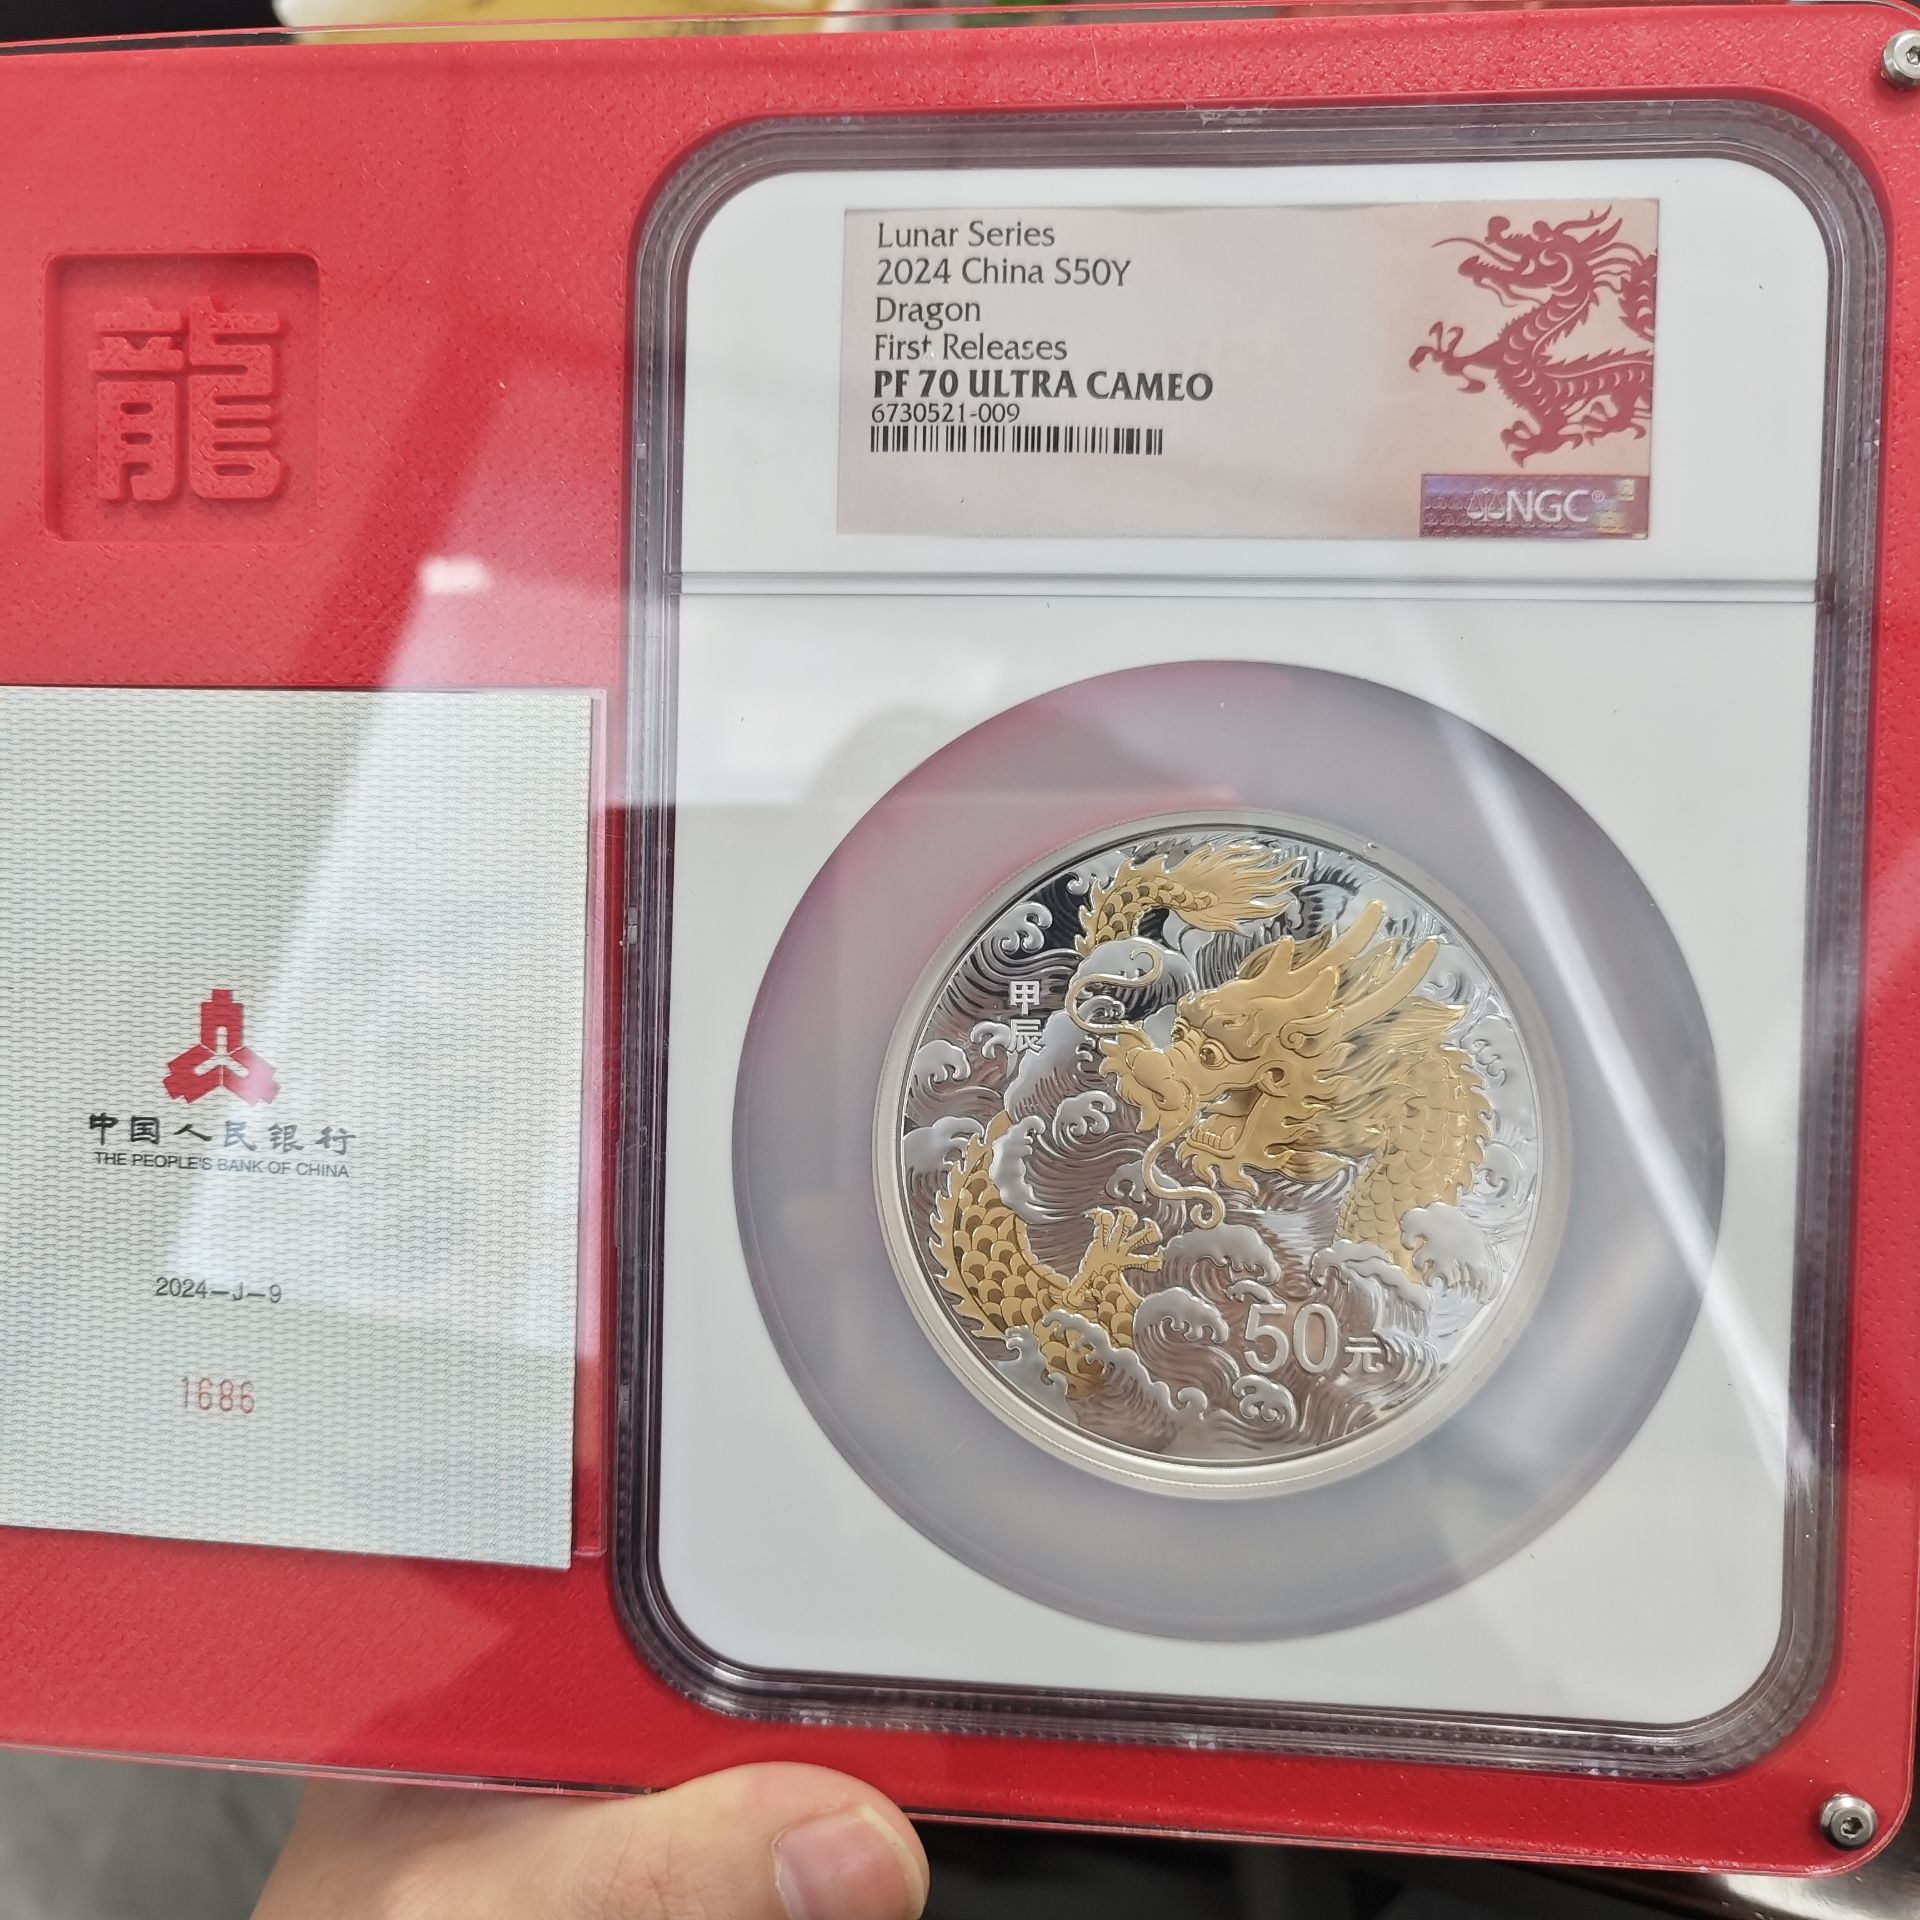 龍
中国人民银行
THE PEOPLE'S BANK OF CHINA
2024-J-9
1686
Lunar Series
2024 China S50Y
Dragon
First Releases
PF 70 ULTRA CAMEO
6730521-009
NGC®
甲辰
50元